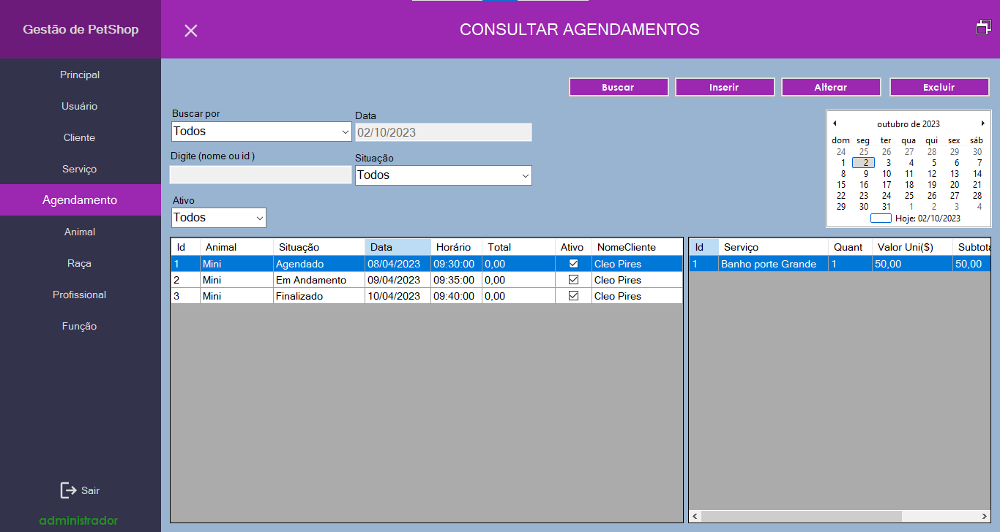 Gestão de PetShop
CONSULTAR AGENDAMENTOS
Principal
Usuário
Cliente
Serviço
Agendamento
Animal
Raça
Profissional
Função
Sair
administrador
Buscar Inserir Alterar Excluir
Buscar por
Todos
Data
02/10/2023
Digite (nome ou id )
Situação
Todos
Ativo
Todos
outubro de 2023
dom seg ter qua qui sex sáb
24 25 26 27 28 29 30
1 2 3 4 5 6 7
8 9 10 11 12 13 14
15 16 17 18 19 20 21
22 23 24 25 26 27 28
29 30 31 1 2 3 4
Hoje: 02/10/2023
Id Animal Situação Data Horário Total Ativo NomeCliente
1 Mini Agendado 08/04/2023 09:30:00 0,00 Cleo Pires
2 Mini Em Andamento 09/04/2023 09:35:00 0,00 Cleo Pires
3 Mini Finalizado 10/04/2023 09:40:00 0,00 Cleo Pires
Id Serviço Quant Valor Uni($) Subtota
1 Banho porte Grande 1 50,00 50,00